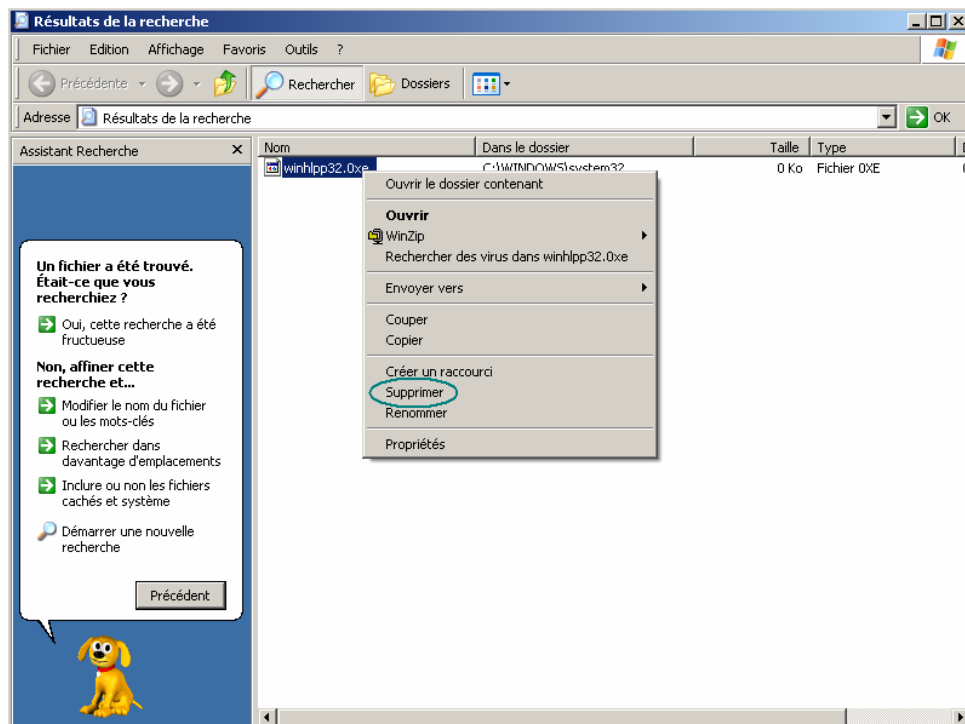 Résultats de la recherche
Fichier Edition Affichage Favoris Outils ?
Précédente Rechercher Dossiers
Adresse Résultats de la recherche OK
Assistant Recherche
Nom Dans le dossier Taille Type
winhlpp32.0xe C:\WINDOWS\system32 0 Ko Fichier 0XE
Ouvrir le dossier contenant
Ouvrir
WinZip
Rechercher des virus dans winhlpp32.0xe
Envoyer vers
Couper
Copier
Créer un raccourci
Supprimer
Renommer
Propriétés
Un fichier a été trouvé.
Était-ce que vous
recherchiez ?
Oui, cette recherche a été
fructueuse
Non, affiner cette
recherche et...
Modifier le nom du fichier
ou les mots-clés
Rechercher dans
davantage d'emplacements
Inclure ou non les fichiers
cachés et système
Démarrer une nouvelle
recherche
Précédent